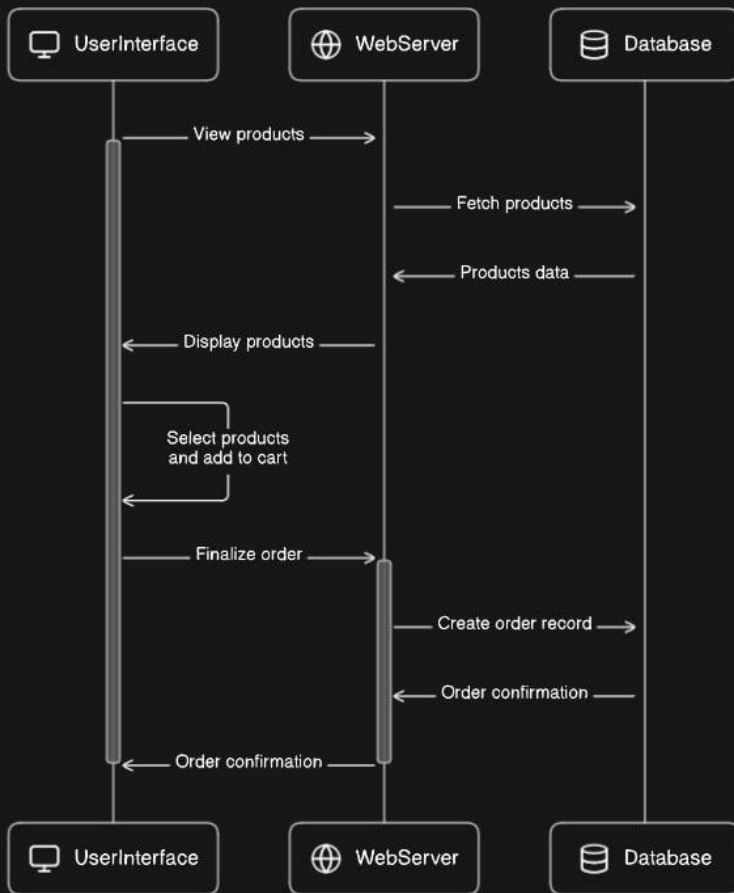 UserInterface
WebServer
Database
View products
Fetch products
Products data
Display products
Select products
and add to cart
Finalize order
Create order record
Order confirmation
Order confirmation
UserInterface
WebServer
Database